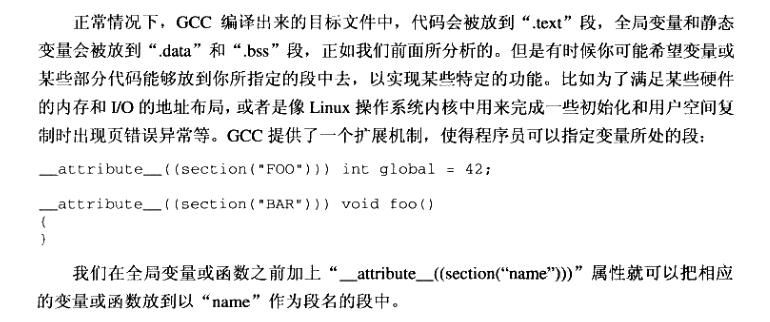 正常情况下，GCC 编译出来的目标文件中，代码会被放到“.text”段，全局变量和静态
变量会被放到“.data”和“.bss”段，正如我们前面所分析的。但是有时候你可能希望变量或
某些部分代码能够放到你所指定的段中去，以实现某些特定的功能。比如为了满足某些硬件
的内存和 I/O 的地址布局，或者是像 Linux 操作系统内核中用来完成一些初始化和用户空间复
制时出现页错误异常等。GCC 提供了一个扩展机制，使得程序员可以指定变量所处的段：
__attribute__((section("FOO"))) int global = 42;
__attribute__((section("BAR"))) void foo()
{
}
我们在全局变量或函数之前加上“__attribute__((section(“name”)))”属性就可以把相应
的变量或函数放到以“name”作为段名的段中。